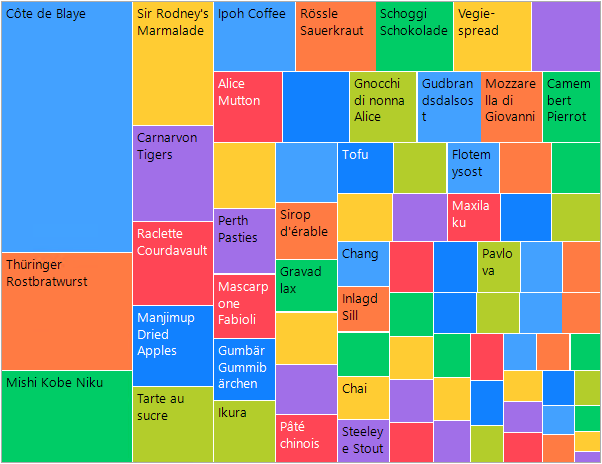 Côte de Blaye
Thüringer
Rostbratwurst
Mishi Kobe Niku
Sir Rodney's
Marmalade
Carnarvon
Tigers
Raclette
Courdavault
Manjimup
Dried
Apples
Tarte au
sucre
Ipoh Coffee
Rössle
Sauerkraut
Schoggi
Schokolade
Vegie-
spread
Alice
Mutton
Gnocchi
di nonna
Alice
Gudbran
dsdalsos
t
Mozzare
lla di
Giovanni
Camem
bert
Pierrot
Perth
Pasties
Mascarp
one
Fabioli
Gumbär
Gummib
ärchen
Ikura
Sirop
d'érable
Gravad
lax
Pâté
chinois
Tofu
Flotem
ysost
Maxila
ku
Chang
Pavlo
va
Inlagd
Sill
Chai
Steeley
e Stout